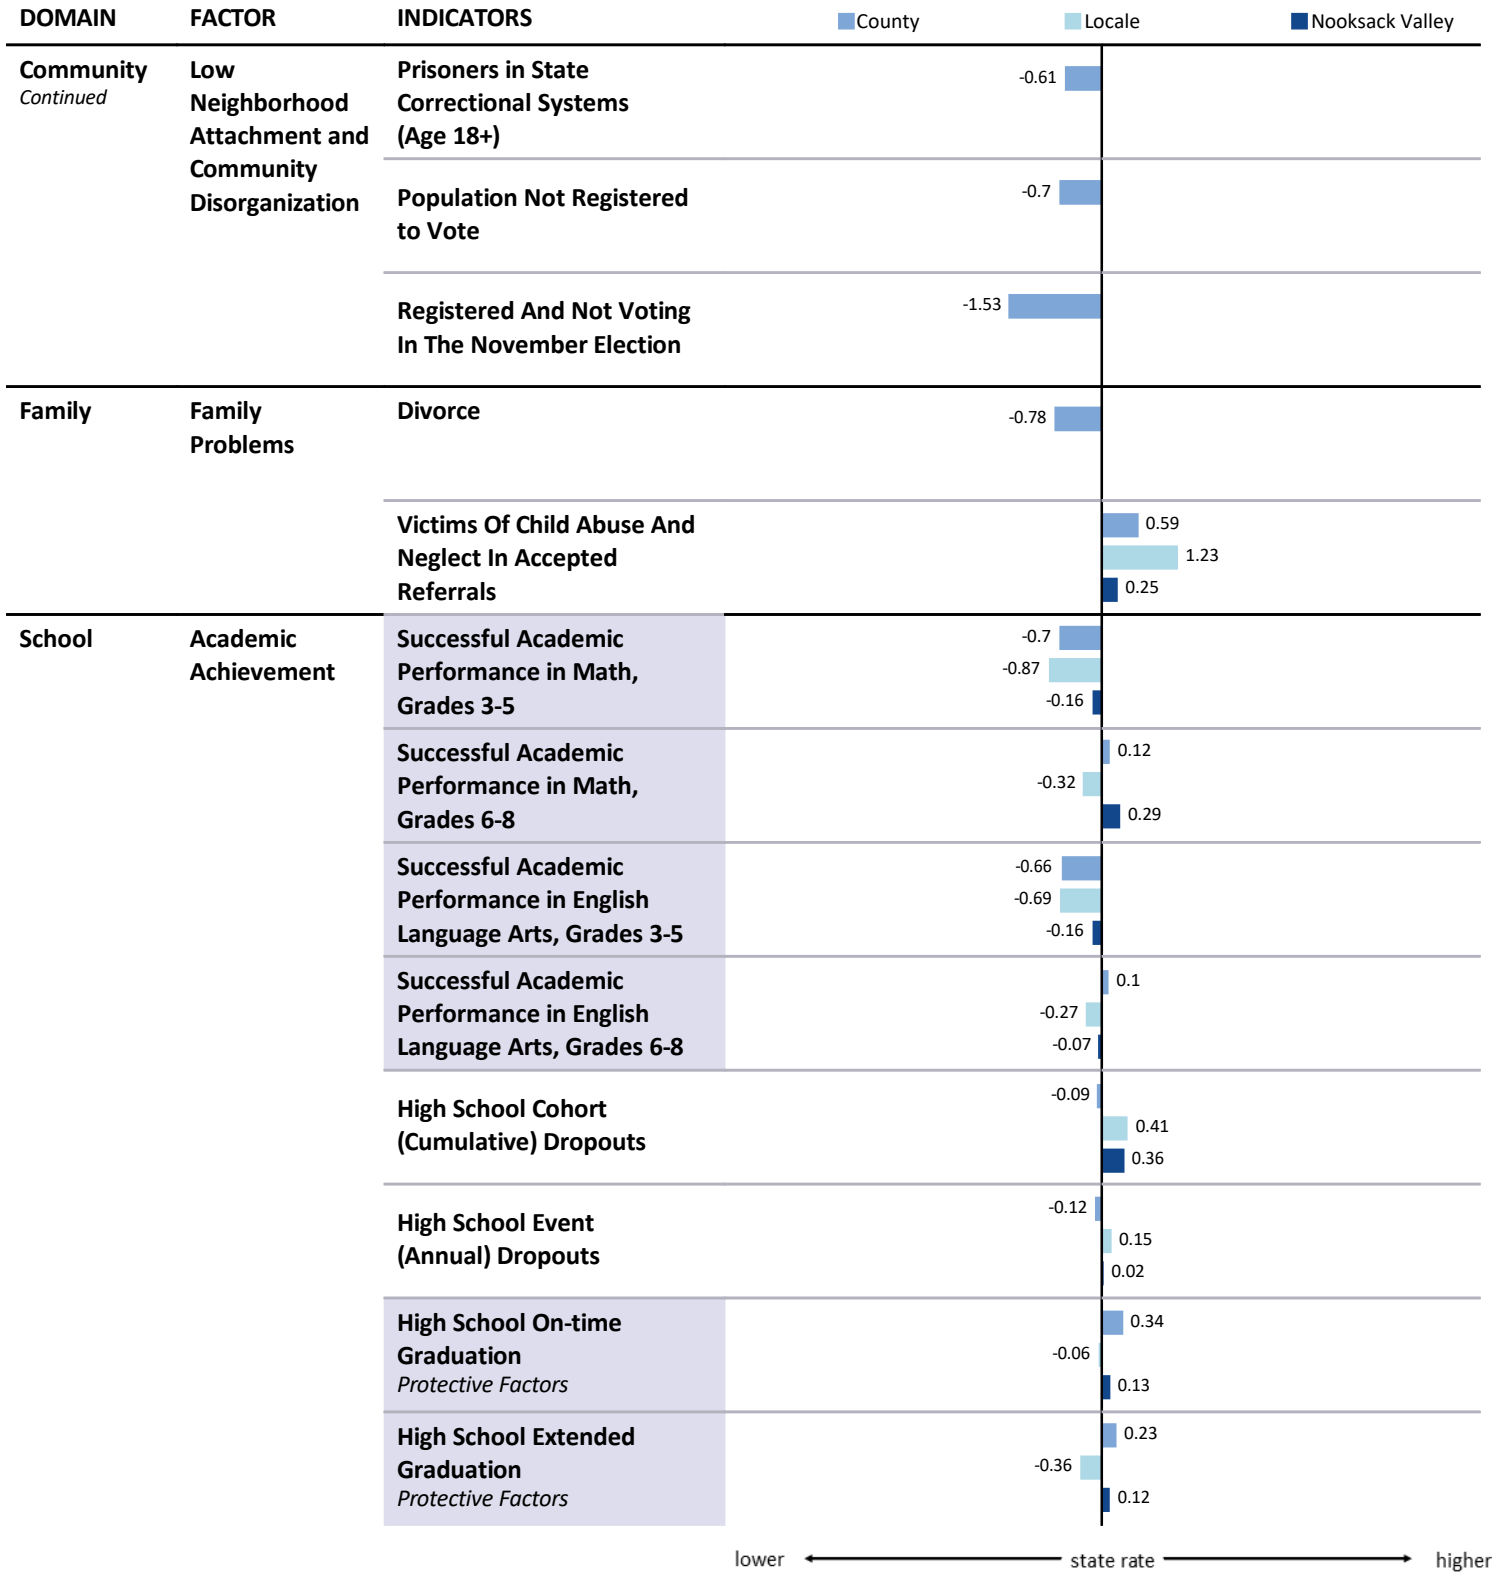 DOMAIN FACTOR INDICATORS County Locale Nooksack Valley
Community
Continued
Low
Neighborhood
Attachment and
Community
Disorganization
Prisoners in State
Correctional Systems
(Age 18+)
-0.61
Population Not Registered
to Vote
-0.7
Registered And Not Voting
In The November Election
-1.53
Family
Family
Problems
Divorce
-0.78
Victims Of Child Abuse And
Neglect In Accepted
Referrals
0.59
1.23
0.25
School
Academic
Achievement
Successful Academic
Performance in Math,
Grades 3-5
-0.7
-0.87
-0.16
Successful Academic
Performance in Math,
Grades 6-8
0.12
-0.32
0.29
Successful Academic
Performance in English
Language Arts, Grades 3-5
-0.66
-0.69
-0.16
Successful Academic
Performance in English
Language Arts, Grades 6-8
0.1
-0.27
-0.07
High School Cohort
(Cumulative) Dropouts
-0.09
0.41
0.36
High School Event
(Annual) Dropouts
-0.12
0.15
0.02
High School On-time
Graduation
Protective Factors
0.34
-0.06
0.13
High School Extended
Graduation
Protective Factors
0.23
-0.36
0.12
lower state rate higher